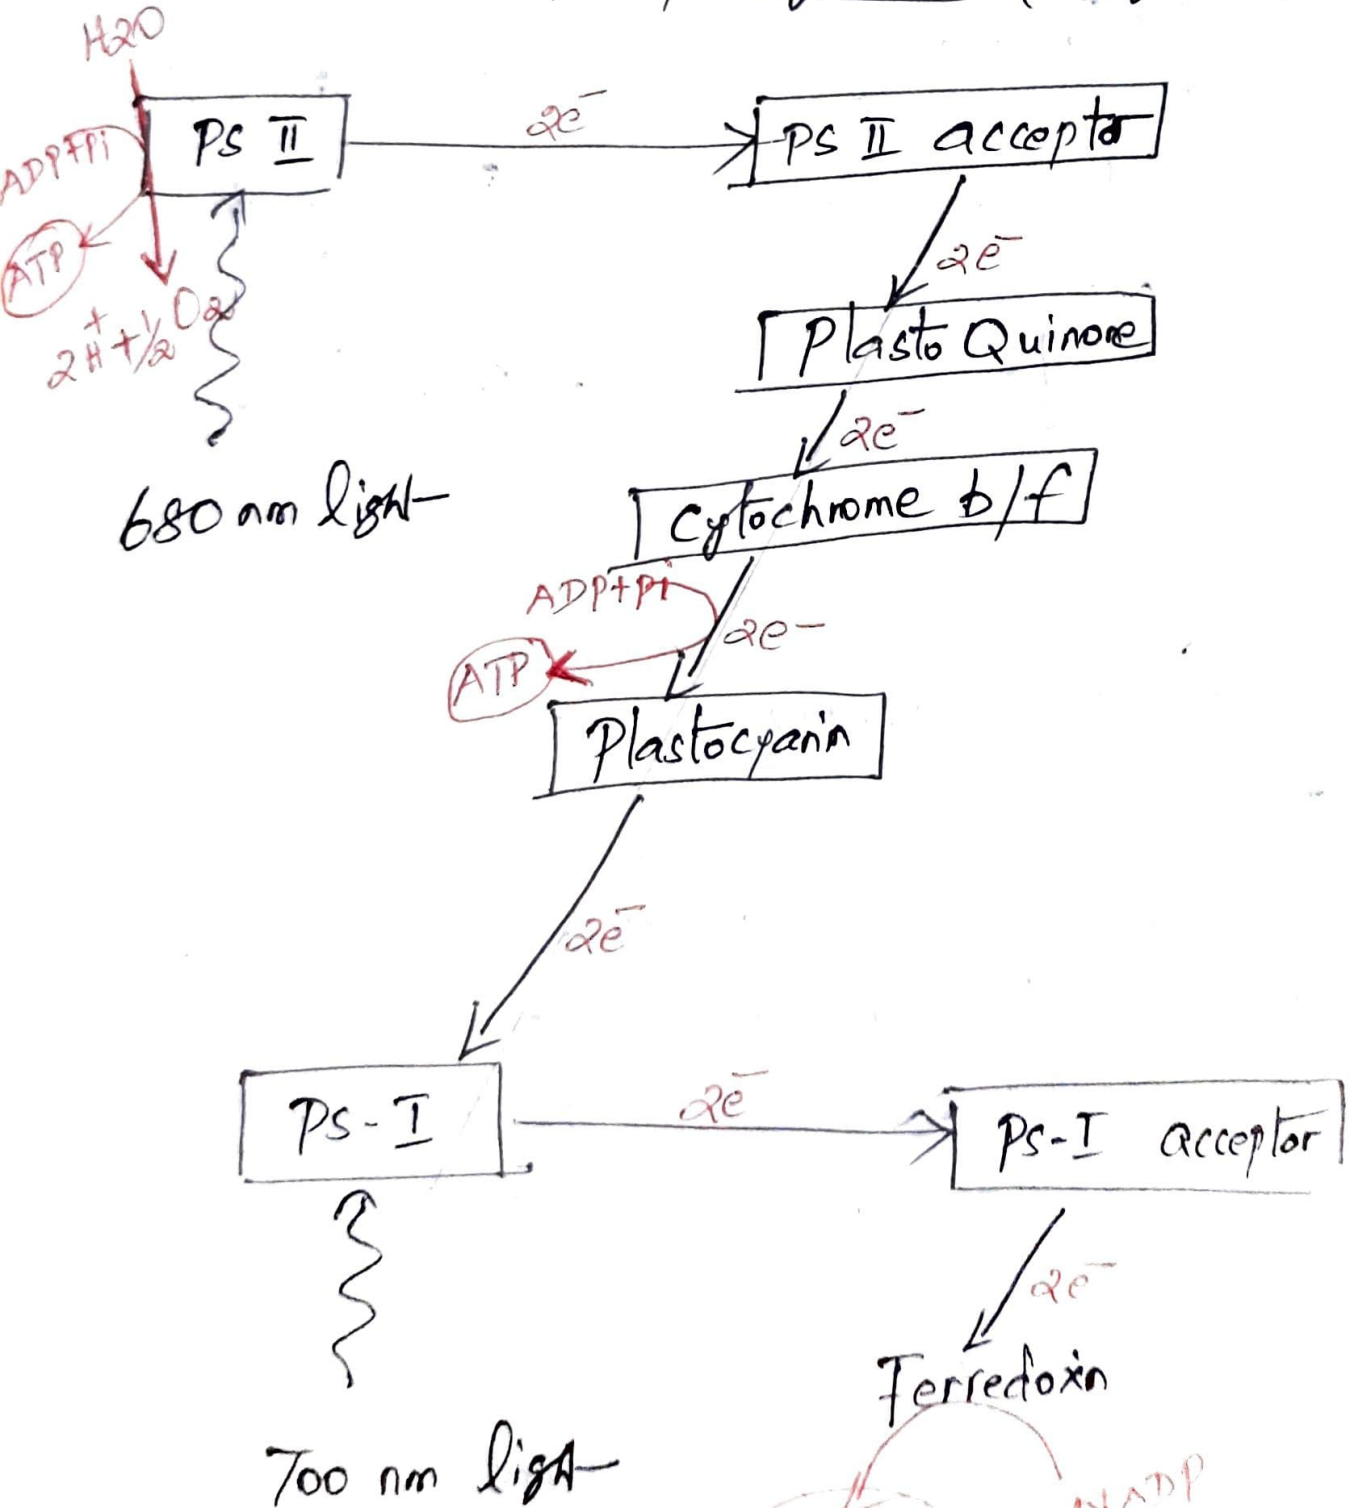 H2O
PS II
2e⁻
PS II acceptor
ADP+Pi
ATP
2H⁺+1/2 O2
2e⁻
Plasto Quinone
2e⁻
680 nm light
Cytochrome b/f
ADP+Pi
2e-
ATP
Plastocyanin
2e⁻
PS-I
2e⁻
PS-I acceptor
2e⁻
Ferredoxin
700 nm light
NADP